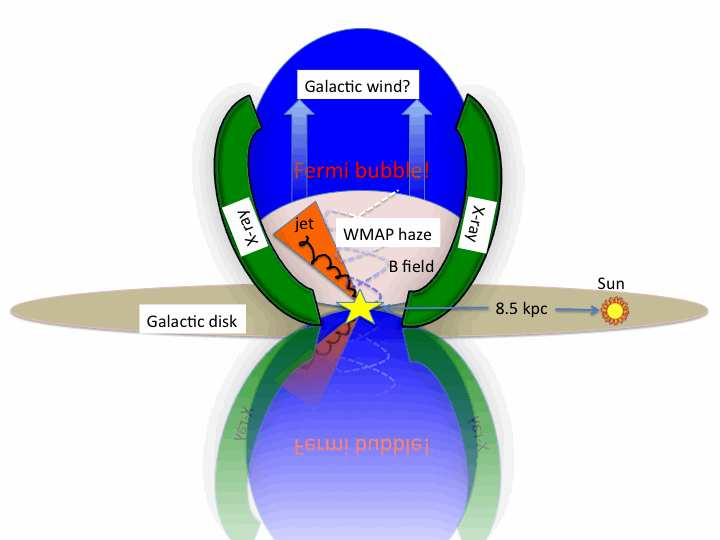 Galactic wind?
Fermi bubble!
X-ray
X-ray
jet
WMAP haze
B field
Sun
8.5 kpc
Galactic disk
X-ray
X-ray
Fermi bubble!